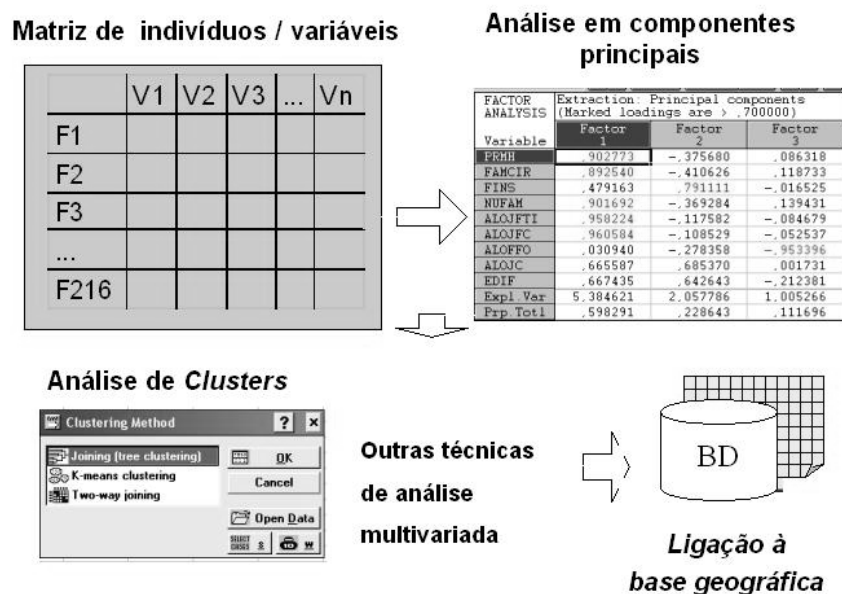 Matriz de indivíduos / variáveis
V1 V2 V3 ... Vn
F1
F2
F3
...
F216
Análise em componentes
principais
FACTOR ANALYSIS
Extraction: Principal components
(Marked loadings are > ,700000)
Variable Factor 1 Factor 2 Factor 3
PRMH ,902773 -,375680 ,086318
FAMCIR ,892540 -,410626 ,118733
FINS ,479163 ,791111 -,016525
NUFAM ,901692 -,369284 ,139431
ALOJFTI ,958224 -,117582 -,084679
ALOJFC ,960584 -,108529 -,052537
ALOFFO ,030940 -,278358 -,953396
ALOJC ,665587 ,685370 ,001731
EDIF ,667435 ,642643 -,212381
Expl.Var 5,384621 2,057786 1,005266
Prp.Totl ,598291 ,228643 ,111696
Análise de Clusters
Clustering Method ? ×
Joining (tree clustering)
K-means clustering
Two-way joining
OK
Cancel
Open Data
SELECT CASES S W
Outras técnicas
de análise
multivariada
BD
Ligação à
base geográfica